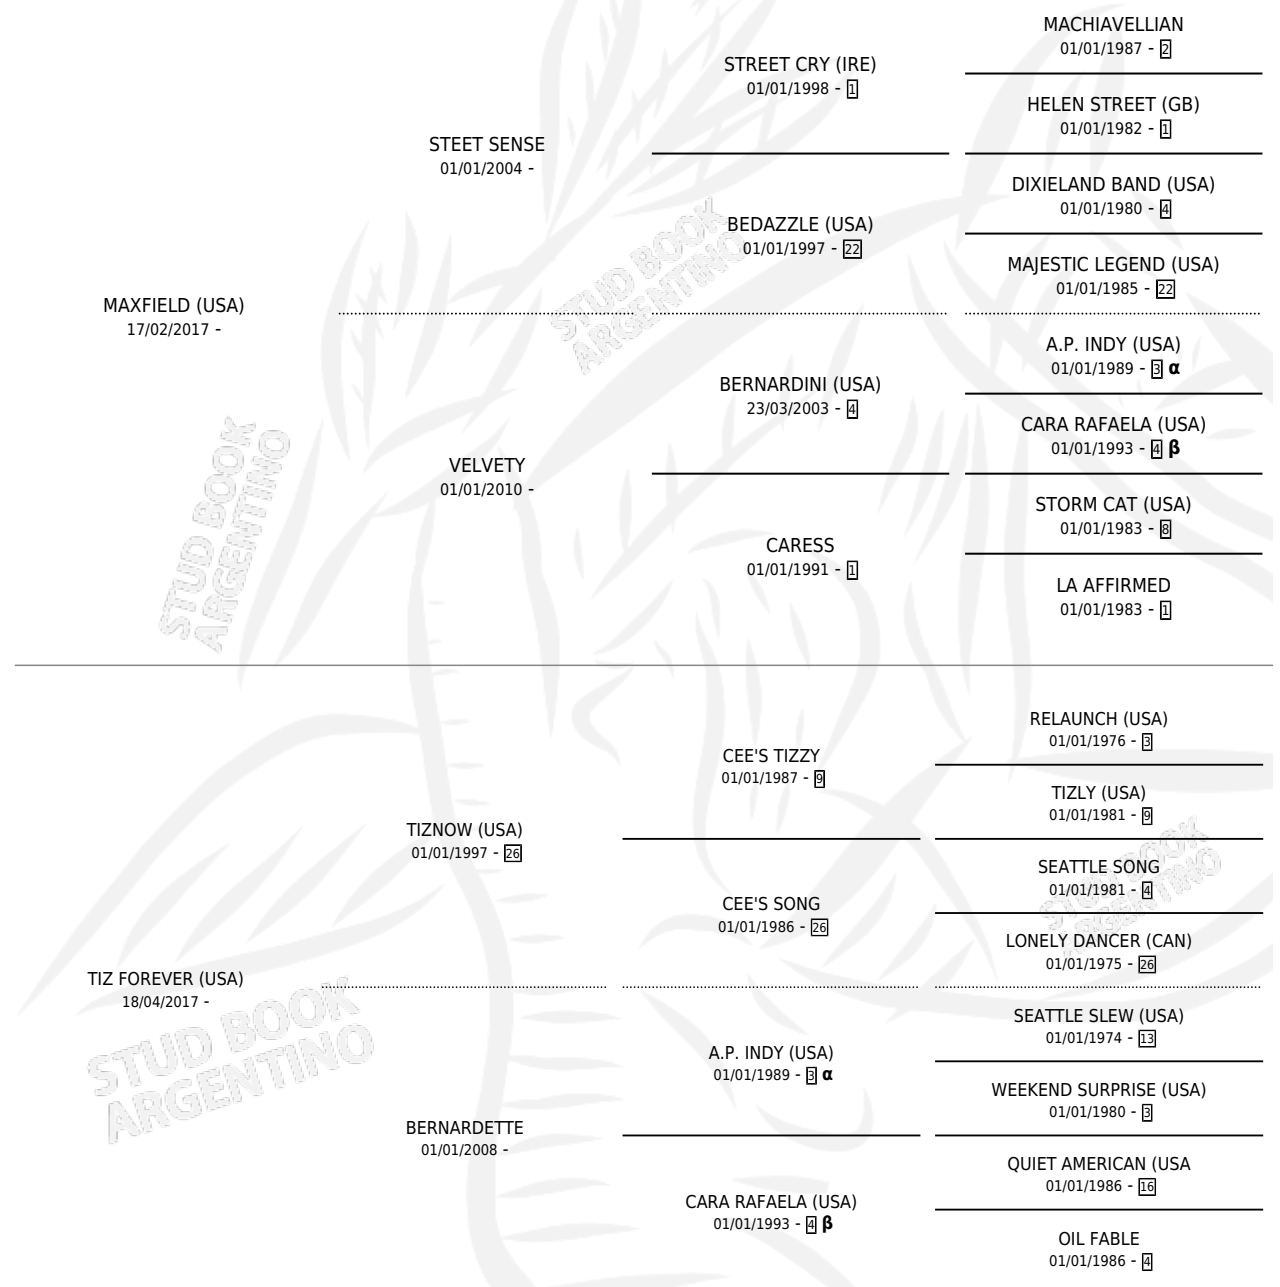 MACHIAVELLIAN
01/01/1987 - 2
STREET CRY (IRE)
01/01/1998 - 1
HELEN STREET (GB)
01/01/1982 - 1
STEET SENSE
01/01/2004 -
DIXIELAND BAND (USA)
01/01/1980 - 4
BEDAZZLE (USA)
01/01/1997 - 22
MAJESTIC LEGEND (USA)
01/01/1985 - 22
MAXFIELD (USA)
17/02/2017 -
A.P. INDY (USA)
01/01/1989 - 3 α
BERNARDINI (USA)
23/03/2003 - 4
CARA RAFAELA (USA)
01/01/1993 - 4 β
VELVETY
01/01/2010 -
STORM CAT (USA)
01/01/1983 - 8
CARESS
01/01/1991 - 1
LA AFFIRMED
01/01/1983 - 1
RELAUNCH (USA)
01/01/1976 - 3
CEE'S TIZZY
01/01/1987 - 9
TIZLY (USA)
01/01/1981 - 9
TIZNOW (USA)
01/01/1997 - 26
SEATTLE SONG
01/01/1981 - 4
CEE'S SONG
01/01/1986 - 26
LONELY DANCER (CAN)
01/01/1975 - 26
TIZ FOREVER (USA)
18/04/2017 -
SEATTLE SLEW (USA)
01/01/1974 - 13
A.P. INDY (USA)
01/01/1989 - 3 α
WEEKEND SURPRISE (USA)
01/01/1980 - 3
BERNARDETTE
01/01/2008 -
QUIET AMERICAN (USA
01/01/1986 - 16
CARA RAFAELA (USA)
01/01/1993 - 4 β
OIL FABLE
01/01/1986 - 4
STUD BOOK
ARGENTINO
STUD BOOK
ARGENTINO
STUD BOOK
ARGENTINO
STUD BOOK
ARGENTINO